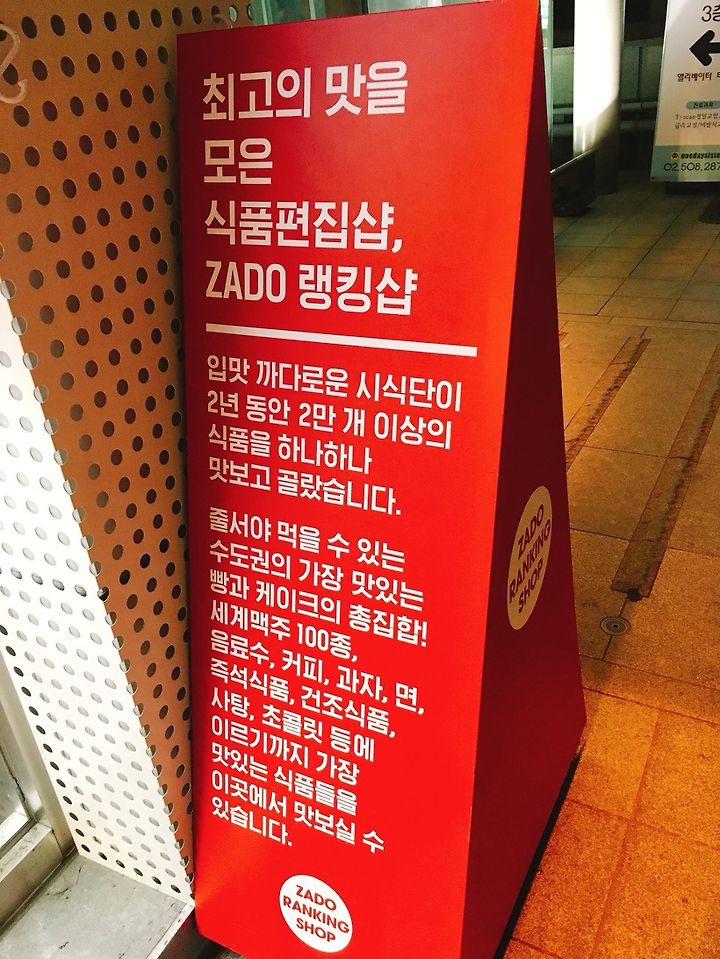 최고의 맛을
모은
식품편집샵,
ZADO 랭킹샵
입맛 까다로운 시식단이
2년 동안 2만 개 이상의
식품을 하나하나
맛보고 골랐습니다.
줄서야 먹을 수 있는
수도권의 가장 맛있는
빵과 케이크의 총집합!
세계맥주 100종,
음료수, 커피, 과자, 면,
즉석식품, 건조식품,
사탕, 초콜릿 등에
이르기까지 가장
맛있는 식품들을
이곳에서 맛보실 수
있습니다.
ZADO
RANKING
SHOP
ZADO
RANKING
SHOP
3층
엘리베이터
02.508.287